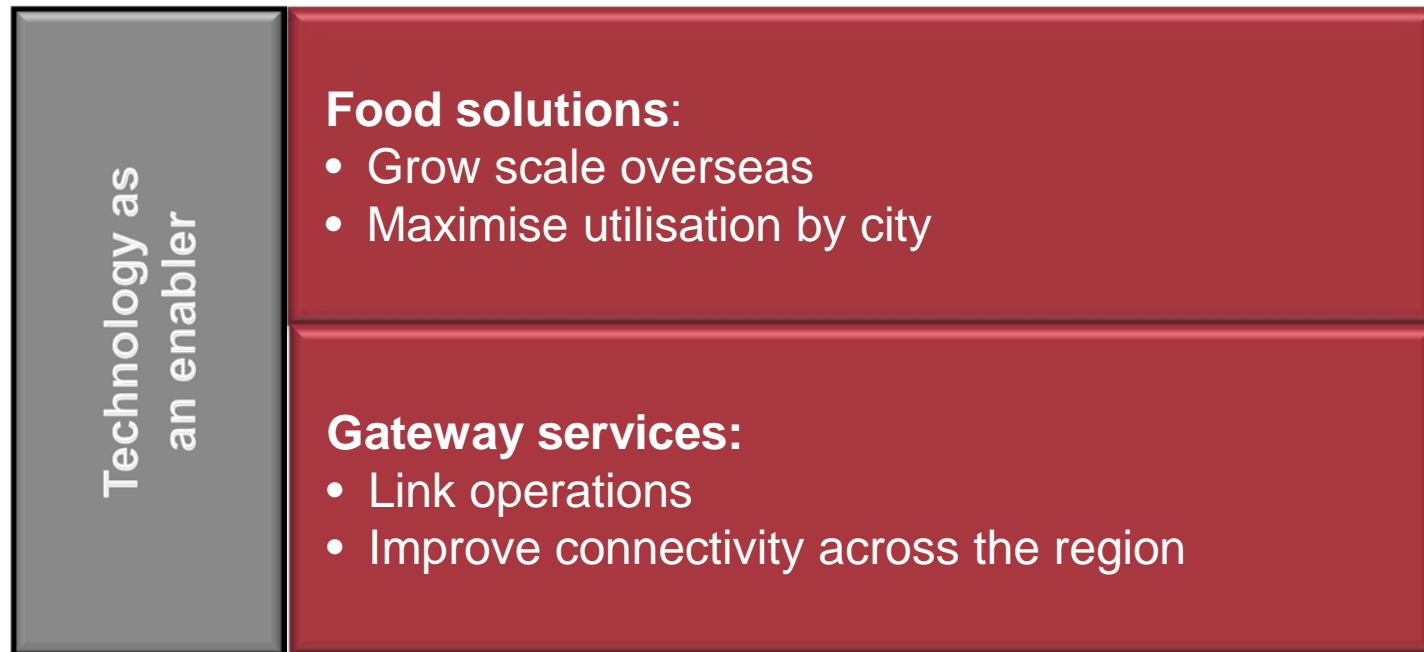 Technology as
an enabler
Food solutions:
• Grow scale overseas
• Maximise utilisation by city
Gateway services:
• Link operations
• Improve connectivity across the region